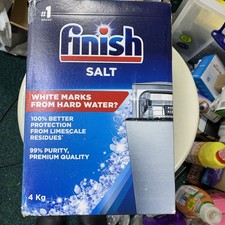 #1
finish
SALT
WHITE MARKS
FROM HARD WATER?
100% BETTER
PROTECTION
FROM LIMESCALE
RESIDUES*
99% PURITY,
PREMIUM QUALITY
4 Kg